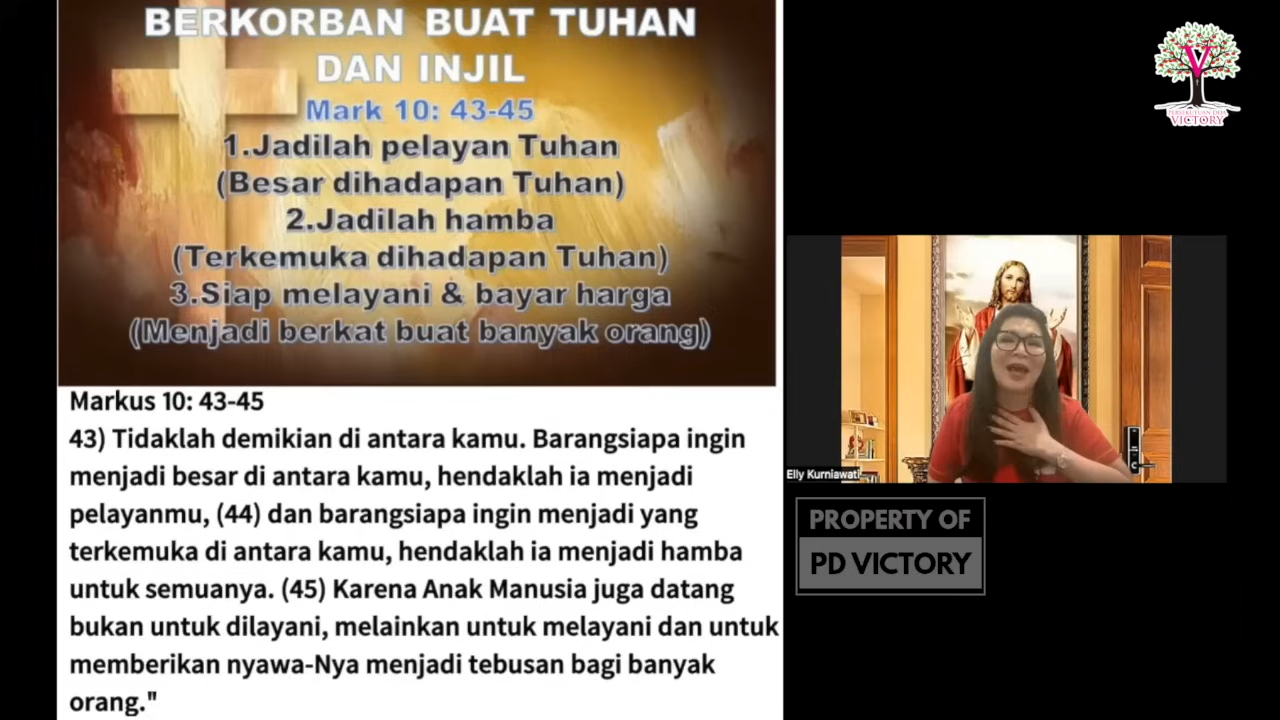 BERKORBAN BUAT TUHAN
DAN INJIL
Mark 10: 43-45
1.Jadilah pelayan Tuhan
(Besar dihadapan Tuhan)
2.Jadilah hamba
(Terkemuka dihadapan Tuhan)
3.Siap melayani & bayar harga
(Menjadi berkat buat banyak orang)
Markus 10: 43-45
43) Tidaklah demikian di antara kamu. Barangsiapa ingin
menjadi besar di antara kamu, hendaklah ia menjadi
pelayanmu, (44) dan barangsiapa ingin menjadi yang
terkemuka di antara kamu, hendaklah ia menjadi hamba
untuk semuanya. (45) Karena Anak Manusia juga datang
bukan untuk dilayani, melainkan untuk melayani dan untuk
memberikan nyawa-Nya menjadi tebusan bagi banyak
orang."
V
PERSEKUTUAN DOA
VICTORY
Elly Kurniawati
PROPERTY OF
PD VICTORY